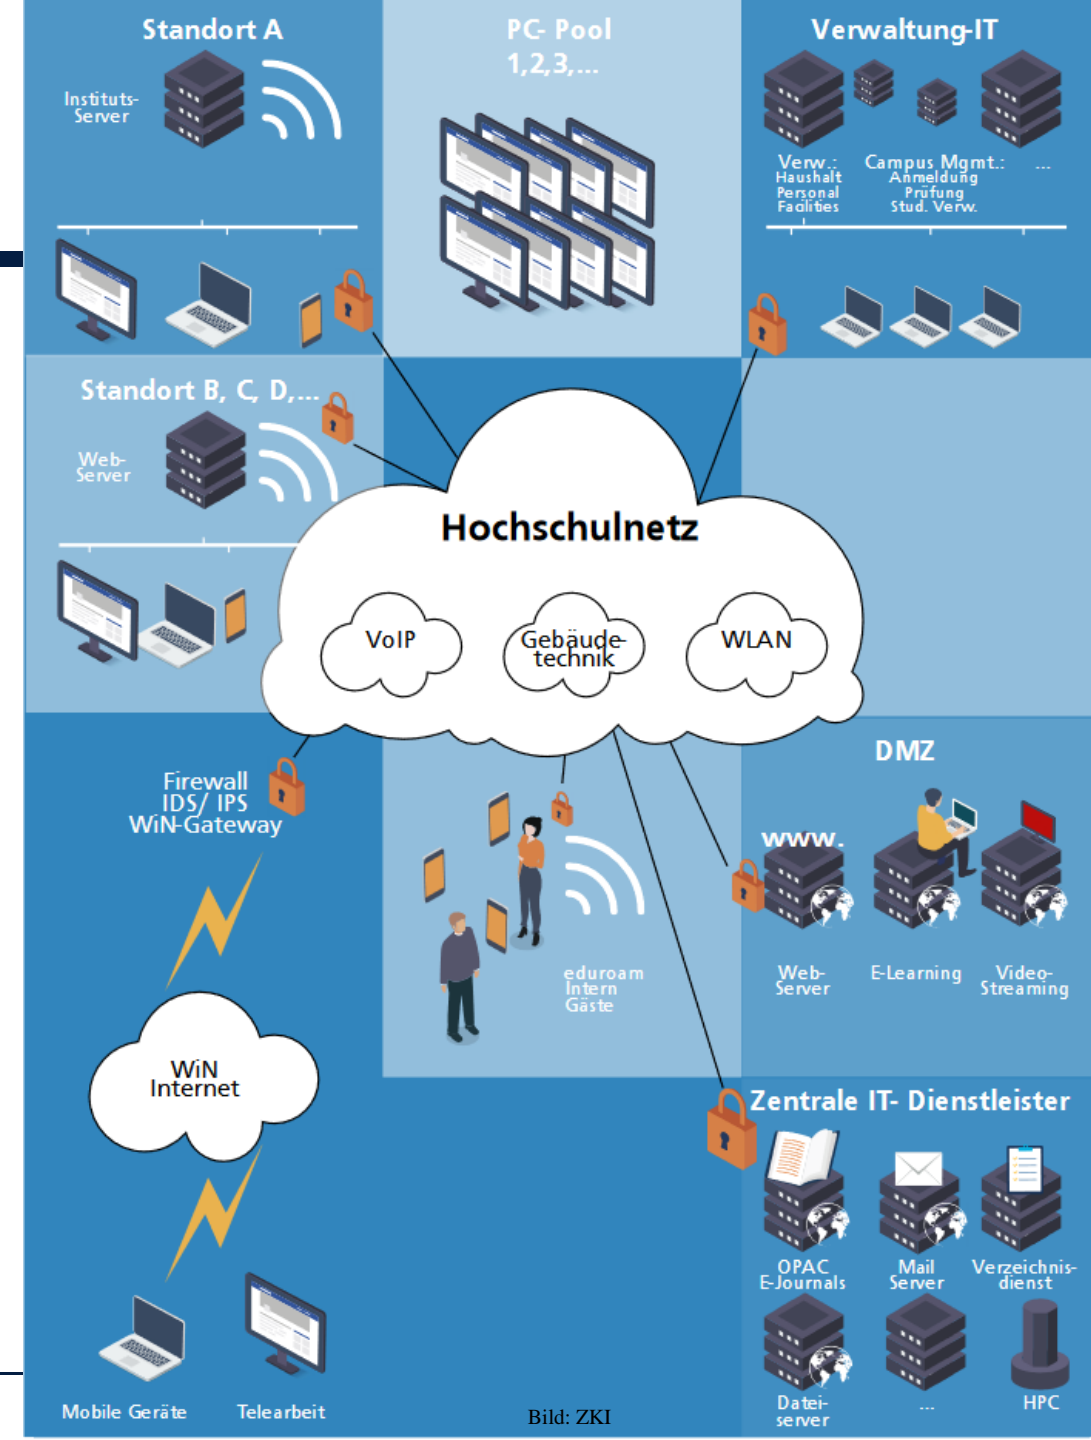 Standort A
Instituts-
Server
PC- Pool
1,2,3,...
Verwaltung-IT
Verw.:
Haushalt
Personal
Facilities
Campus Mgmt.:
Anmeldung
Prüfung
Stud. Verw.
...
Standort B, C, D,...
Web-
Server
Hochschulnetz
VoIP
Gebäude-
technik
WLAN
Firewall
IDS/ IPS
WiN-Gateway
eduroam
Intern
Gäste
DMZ
www.
Web-
Server
E-Learning
Video-
Streaming
WiN
Internet
Zentrale IT- Dienstleister
OPAC
E-Journals
Mail
Server
Verzeichnis-
dienst
Datei-
server
...
HPC
Mobile Geräte
Telearbeit
Bild: ZKI